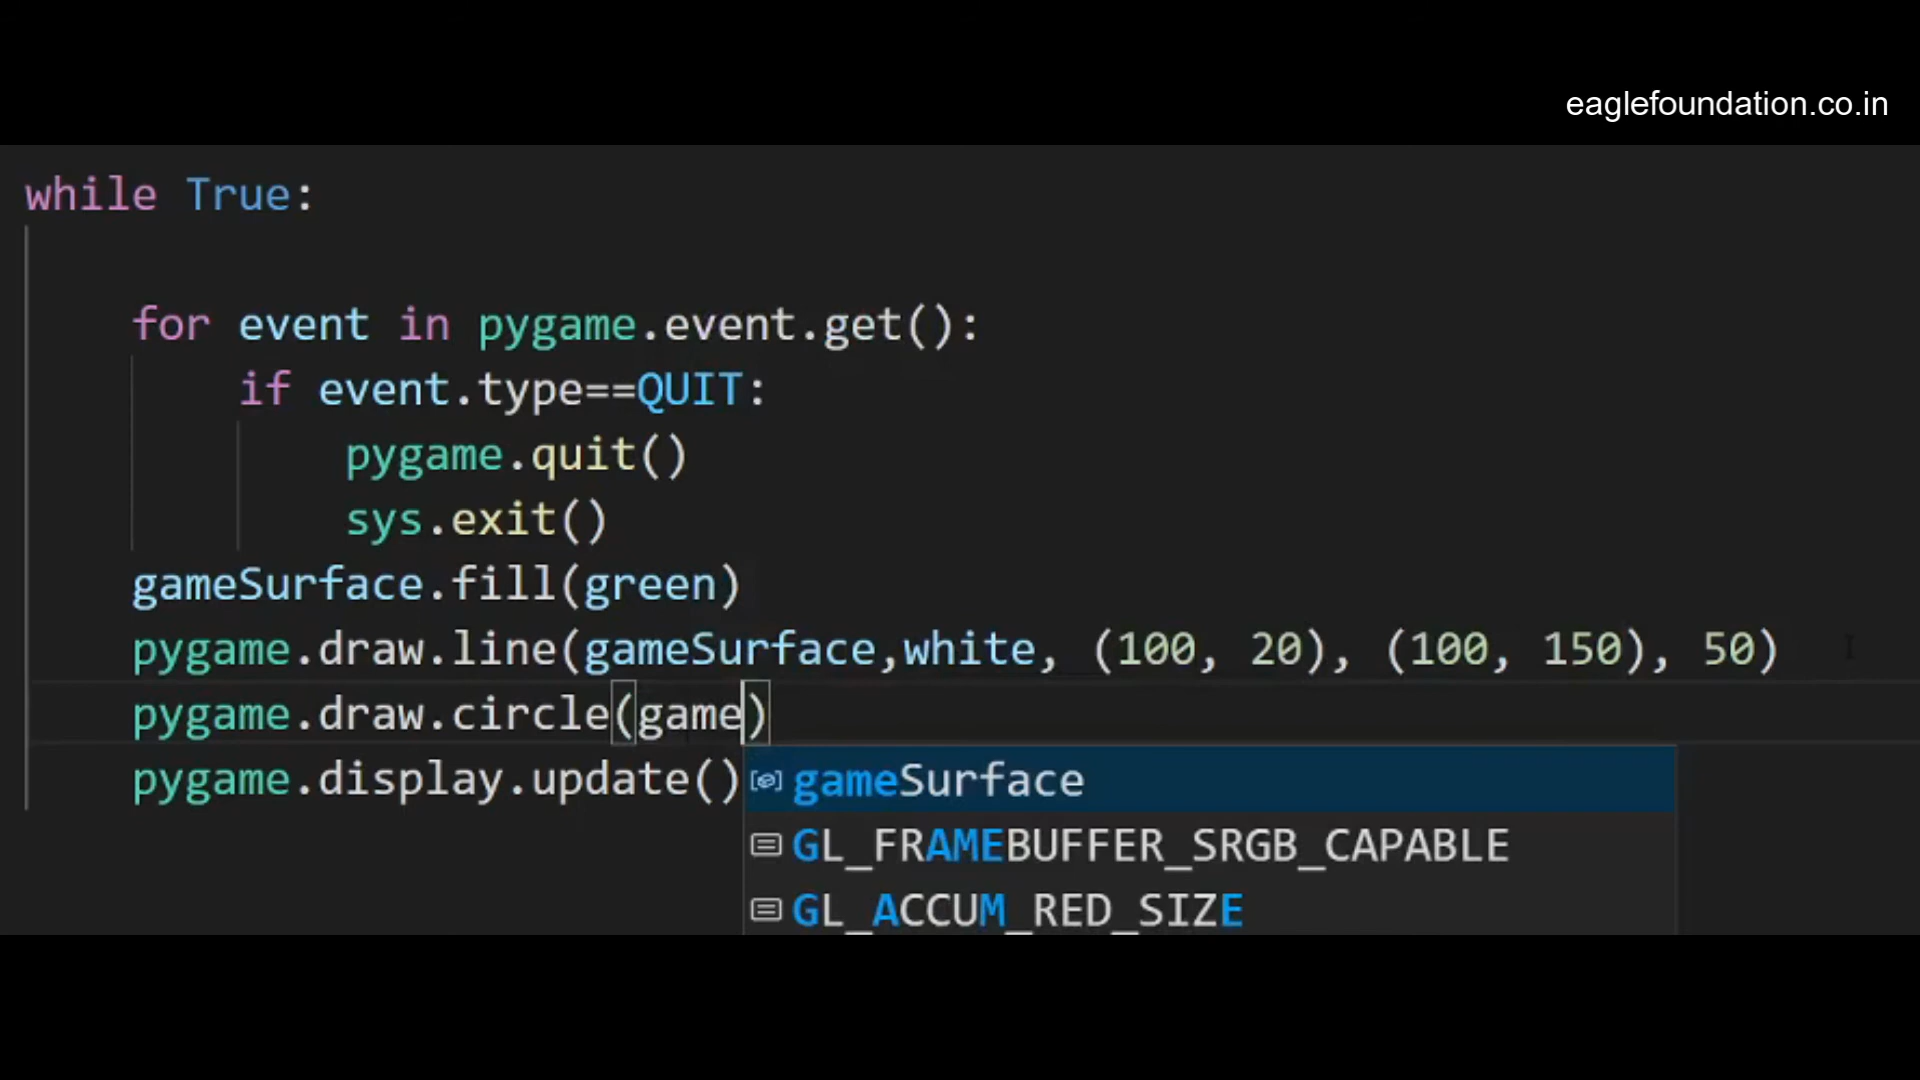 eaglefoundation.co.in
while True:
for event in pygame.event.get():
if event.type==QUIT:
pygame.quit()
sys.exit()
gameSurface.fill(green)
pygame.draw.line(gameSurface,white, (100, 20), (100, 150), 50)
pygame.draw.circle(game)
pygame.display.update()
gameSurface
GL_FRAMEBUFFER_SRGB_CAPABLE
GL_ACCUM_RED_SIZE